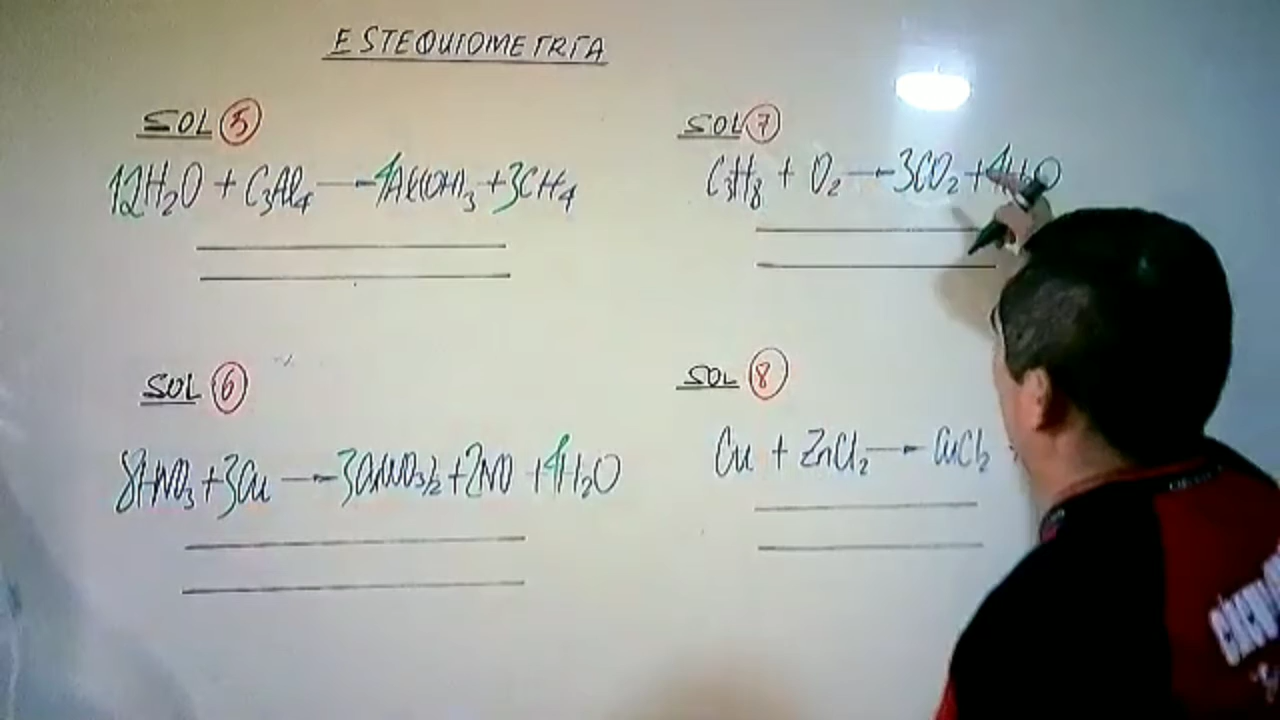 ESTEQUIOMETRÍA
SOL 5
12H₂O + C₃Al₄ → 4Al(OH)₃ + 3CH₄
SOL 7
C₃H₈ + O₂ → 3CO₂ + 4H₂O
SOL 6
8HNO₃ + 3Cu → 3Cu(NO₃)₂ + 2NO + 4H₂O
SOL 8
Cu + ZnCl₂ → CuCl₂